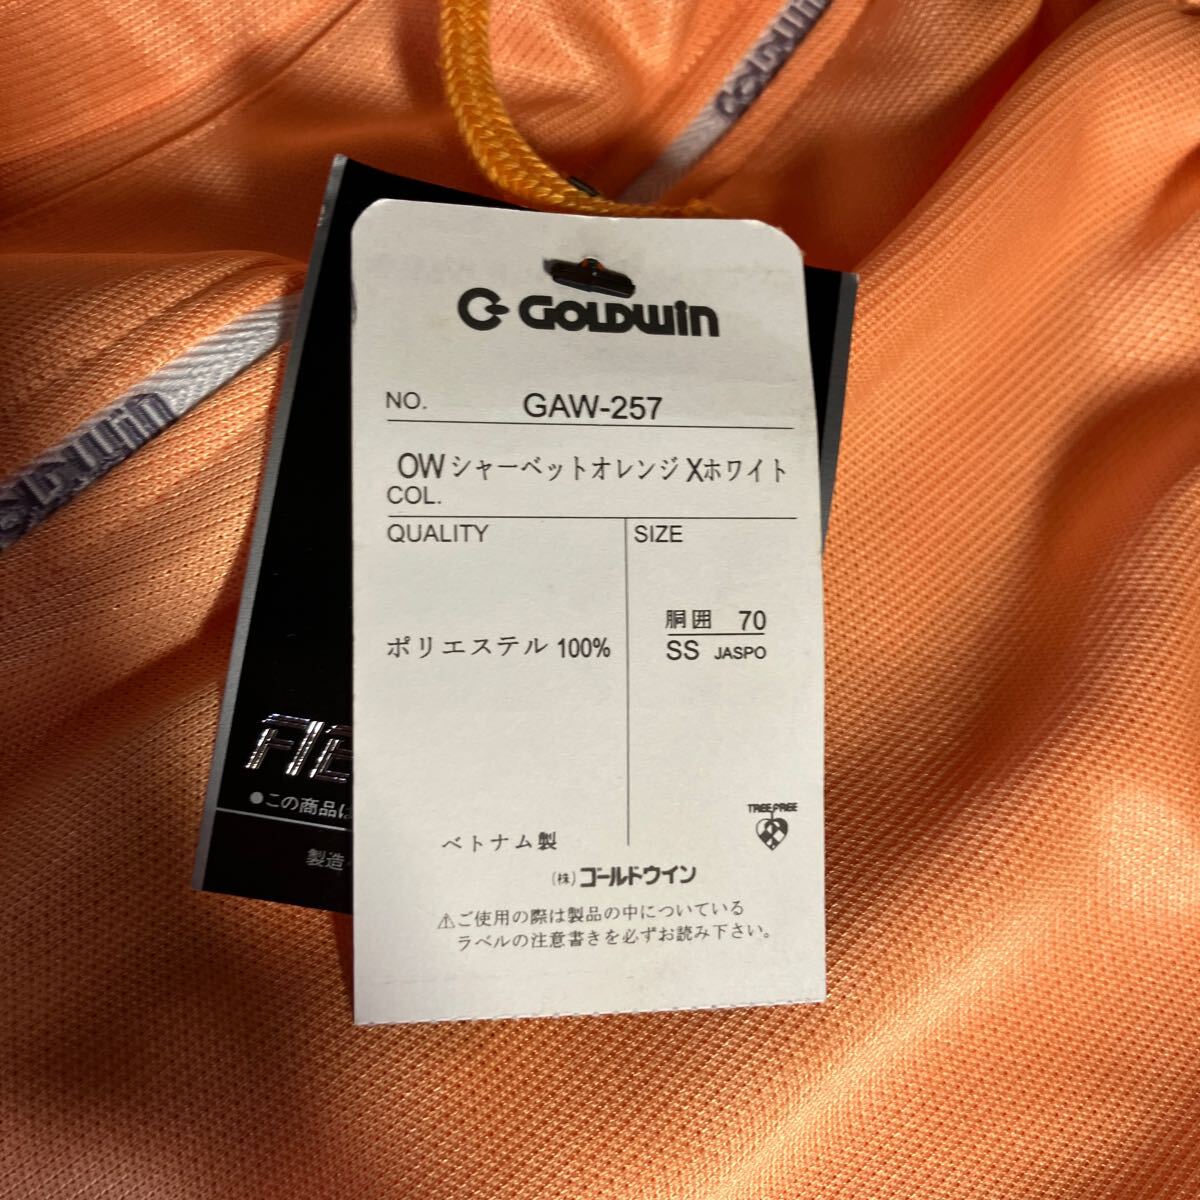 GOLDWIN
NO. GAW-257
OWシャーベットオレンジXホワイト
COL.
QUALITY
SIZE
胴囲 70
ポリエステル 100%
SS JASPO
TREE FREE
ベトナム製
(株)ゴールドウイン
⚠ご使用の際は製品の中についている
ラベルの注意書きを必ずお読み下さい。
●この商品は
製造